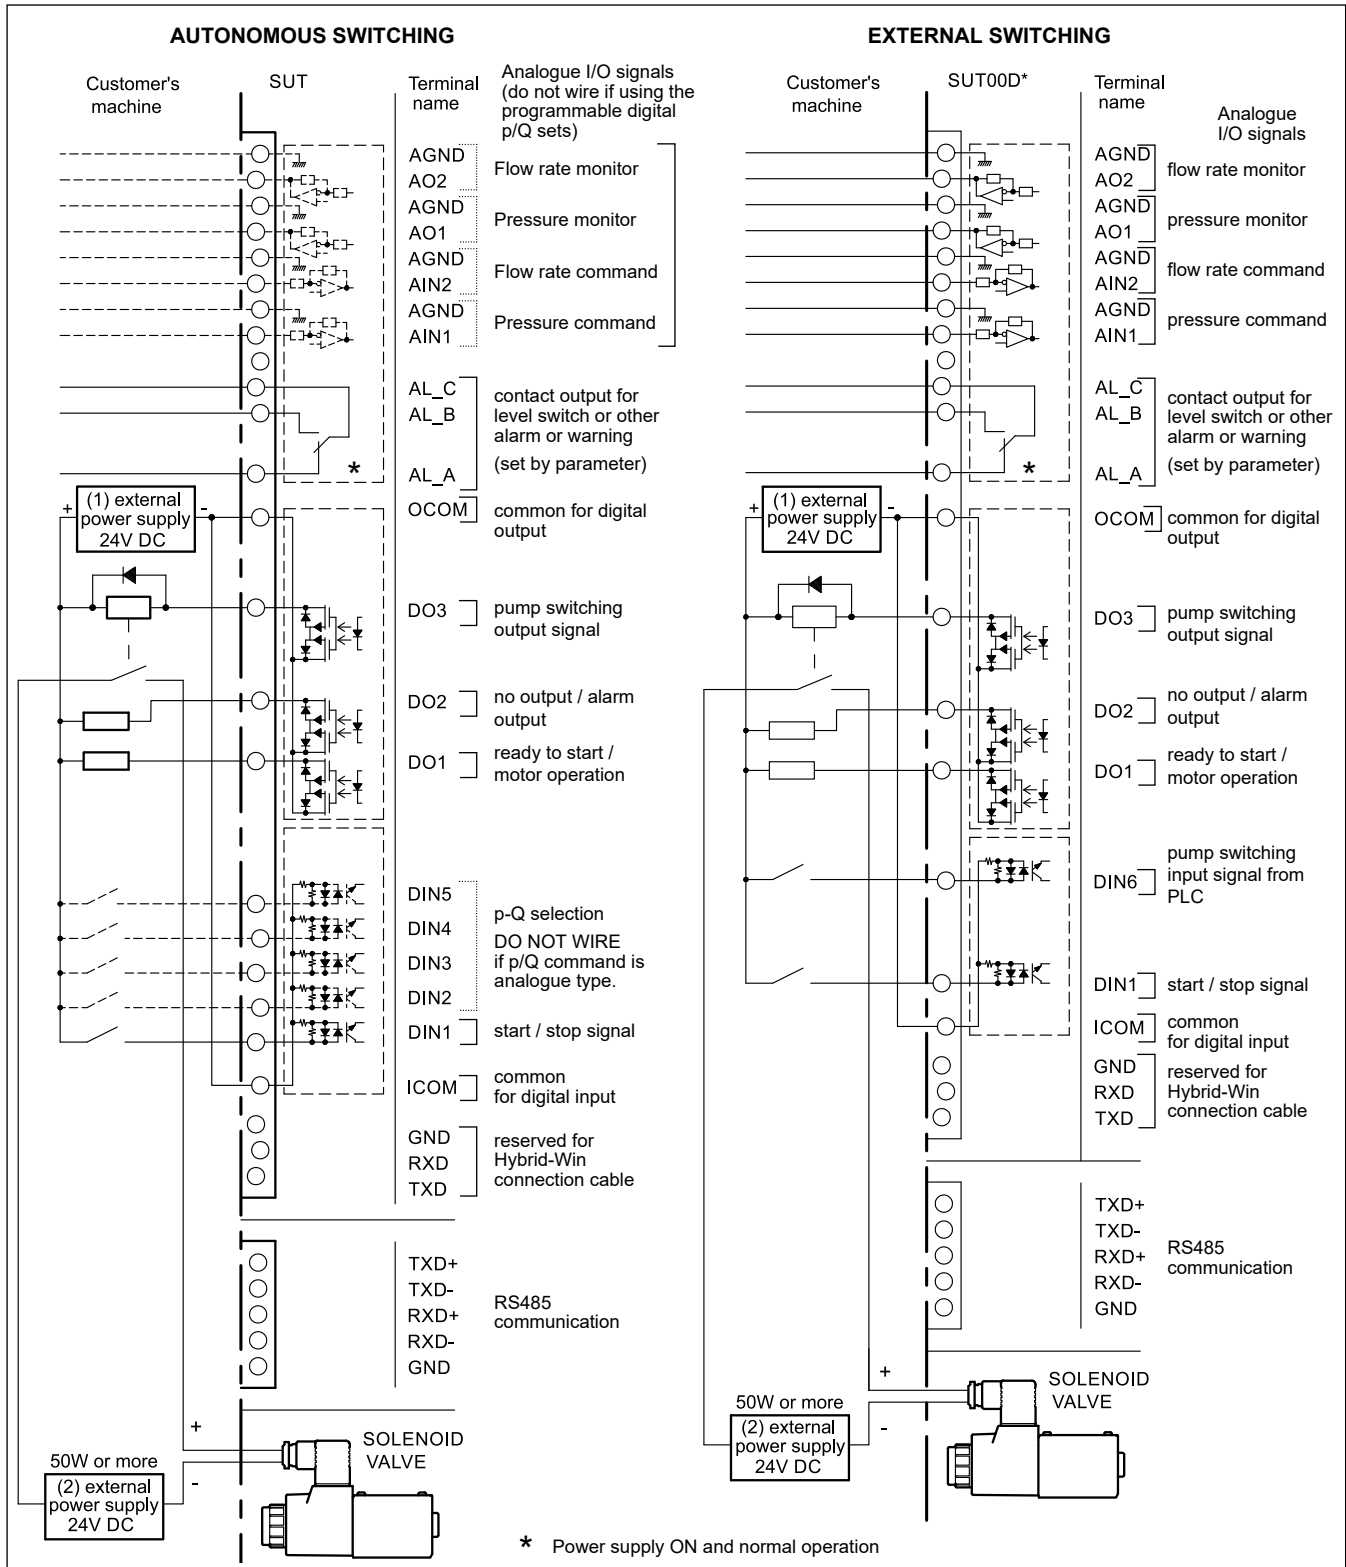 AUTONOMOUS SWITCHING
Customer's
machine
SUT
Terminal
name
Analogue I/O signals
(do not wire if using the
programmable digital
p/Q sets)
AGND
AO2
Flow rate monitor
AGND
AO1
Pressure monitor
AGND
AIN2
Flow rate command
AGND
AIN1
Pressure command
AL_C
AL_B
AL_A
contact output for
level switch or other
alarm or warning
(set by parameter)
*
+
(1) external
power supply
24V DC
-
OCOM
common for digital
output
DO3
pump switching
output signal
DO2
no output / alarm
output
DO1
ready to start /
motor operation
DIN5
DIN4
DIN3
DIN2
p-Q selection
DO NOT WIRE
if p/Q command is
analogue type.
DIN1
start / stop signal
ICOM
common
for digital input
GND
RXD
TXD
reserved for
Hybrid-Win
connection cable
TXD+
TXD-
RXD+
RXD-
GND
RS485
communication
+
-
50W or more
(2) external
power supply
24V DC
SOLENOID
VALVE
EXTERNAL SWITCHING
Customer's
machine
SUT00D*
Terminal
name
Analogue
I/O signals
AGND
AO2
flow rate monitor
AGND
AO1
pressure monitor
AGND
AIN2
flow rate command
AGND
AIN1
pressure command
AL_C
AL_B
AL_A
contact output for
level switch or other
alarm or warning
(set by parameter)
*
+
(1) external
power supply
24V DC
-
OCOM
common for digital
output
DO3
pump switching
output signal
DO2
no output / alarm
output
DO1
ready to start /
motor operation
DIN6
pump switching
input signal from
PLC
DIN1
start / stop signal
ICOM
common
for digital input
GND
RXD
TXD
reserved for
Hybrid-Win
connection cable
TXD+
TXD-
RXD+
RXD-
GND
RS485
communication
+
-
50W or more
(2) external
power supply
24V DC
SOLENOID
VALVE
* Power supply ON and normal operation